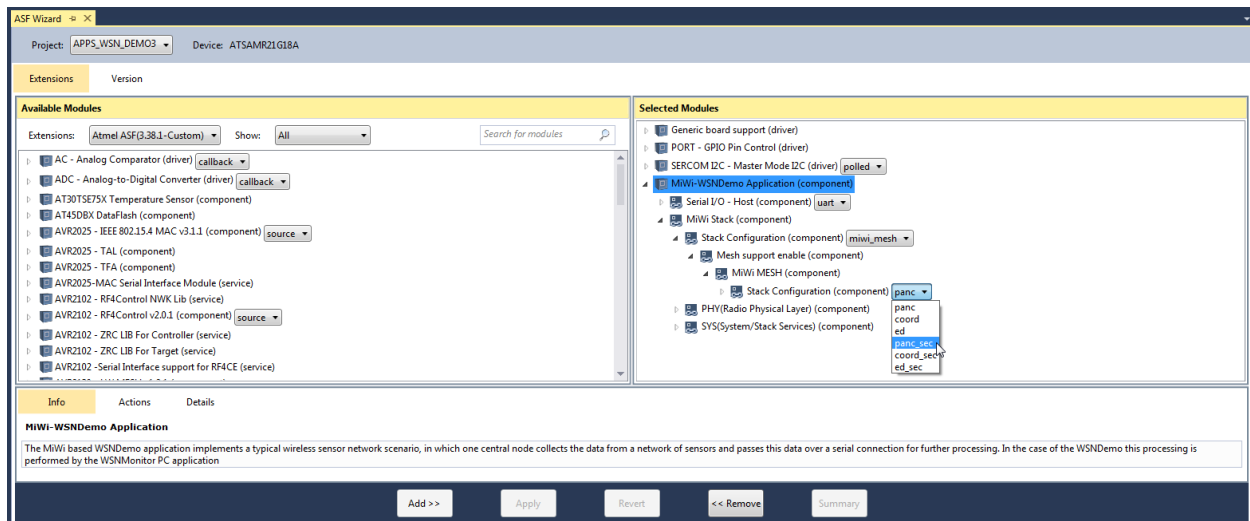 ASF Wizard
Project: APPS_WSN_DEMO3 Device: ATSAMR21G18A
Extensions Version
Available Modules
Extensions: Atmel ASF(3.38.1-Custom) Show: All Search for modules
AC - Analog Comparator (driver) callback
ADC - Analog-to-Digital Converter (driver) callback
AT30TSE75X Temperature Sensor (component)
AT45DBX DataFlash (component)
AVR2025 - IEEE 802.15.4 MAC v3.1.1 (component) source
AVR2025 - TAL (component)
AVR2025 - TFA (component)
AVR2025-MAC Serial Interface Module (service)
AVR2102 - RF4Control NWK Lib (service)
AVR2102 - RF4Control v2.0.1 (component) source
AVR2102 - ZRC LIB For Controller (service)
AVR2102 - ZRC LIB For Target (service)
AVR2102 -Serial Interface support for RF4CE (service)
Selected Modules
Generic board support (driver)
PORT - GPIO Pin Control (driver)
SERCOM I2C - Master Mode I2C (driver) polled
MiWi-WSNDemo Application (component)
Serial I/O - Host (component) uart
MiWi Stack (component)
Stack Configuration (component) miwi_mesh
Mesh support enable (component)
MiWi MESH (component)
Stack Configuration (component) panc
PHY(Radio Physical Layer) (component)
SYS(System/Stack Services) (component)
panc
coord
ed
panc_sec
coord_sec
ed_sec
Info Actions Details
MiWi-WSNDemo Application
The MiWi based WSNDemo application implements a typical wireless sensor network scenario, in which one central node collects the data from a network of sensors and passes this data over a serial connection for further processing. In the case of the WSNDemo this processing is
performed by the WSNMonitor PC application
Add >> Apply Revert << Remove Summary